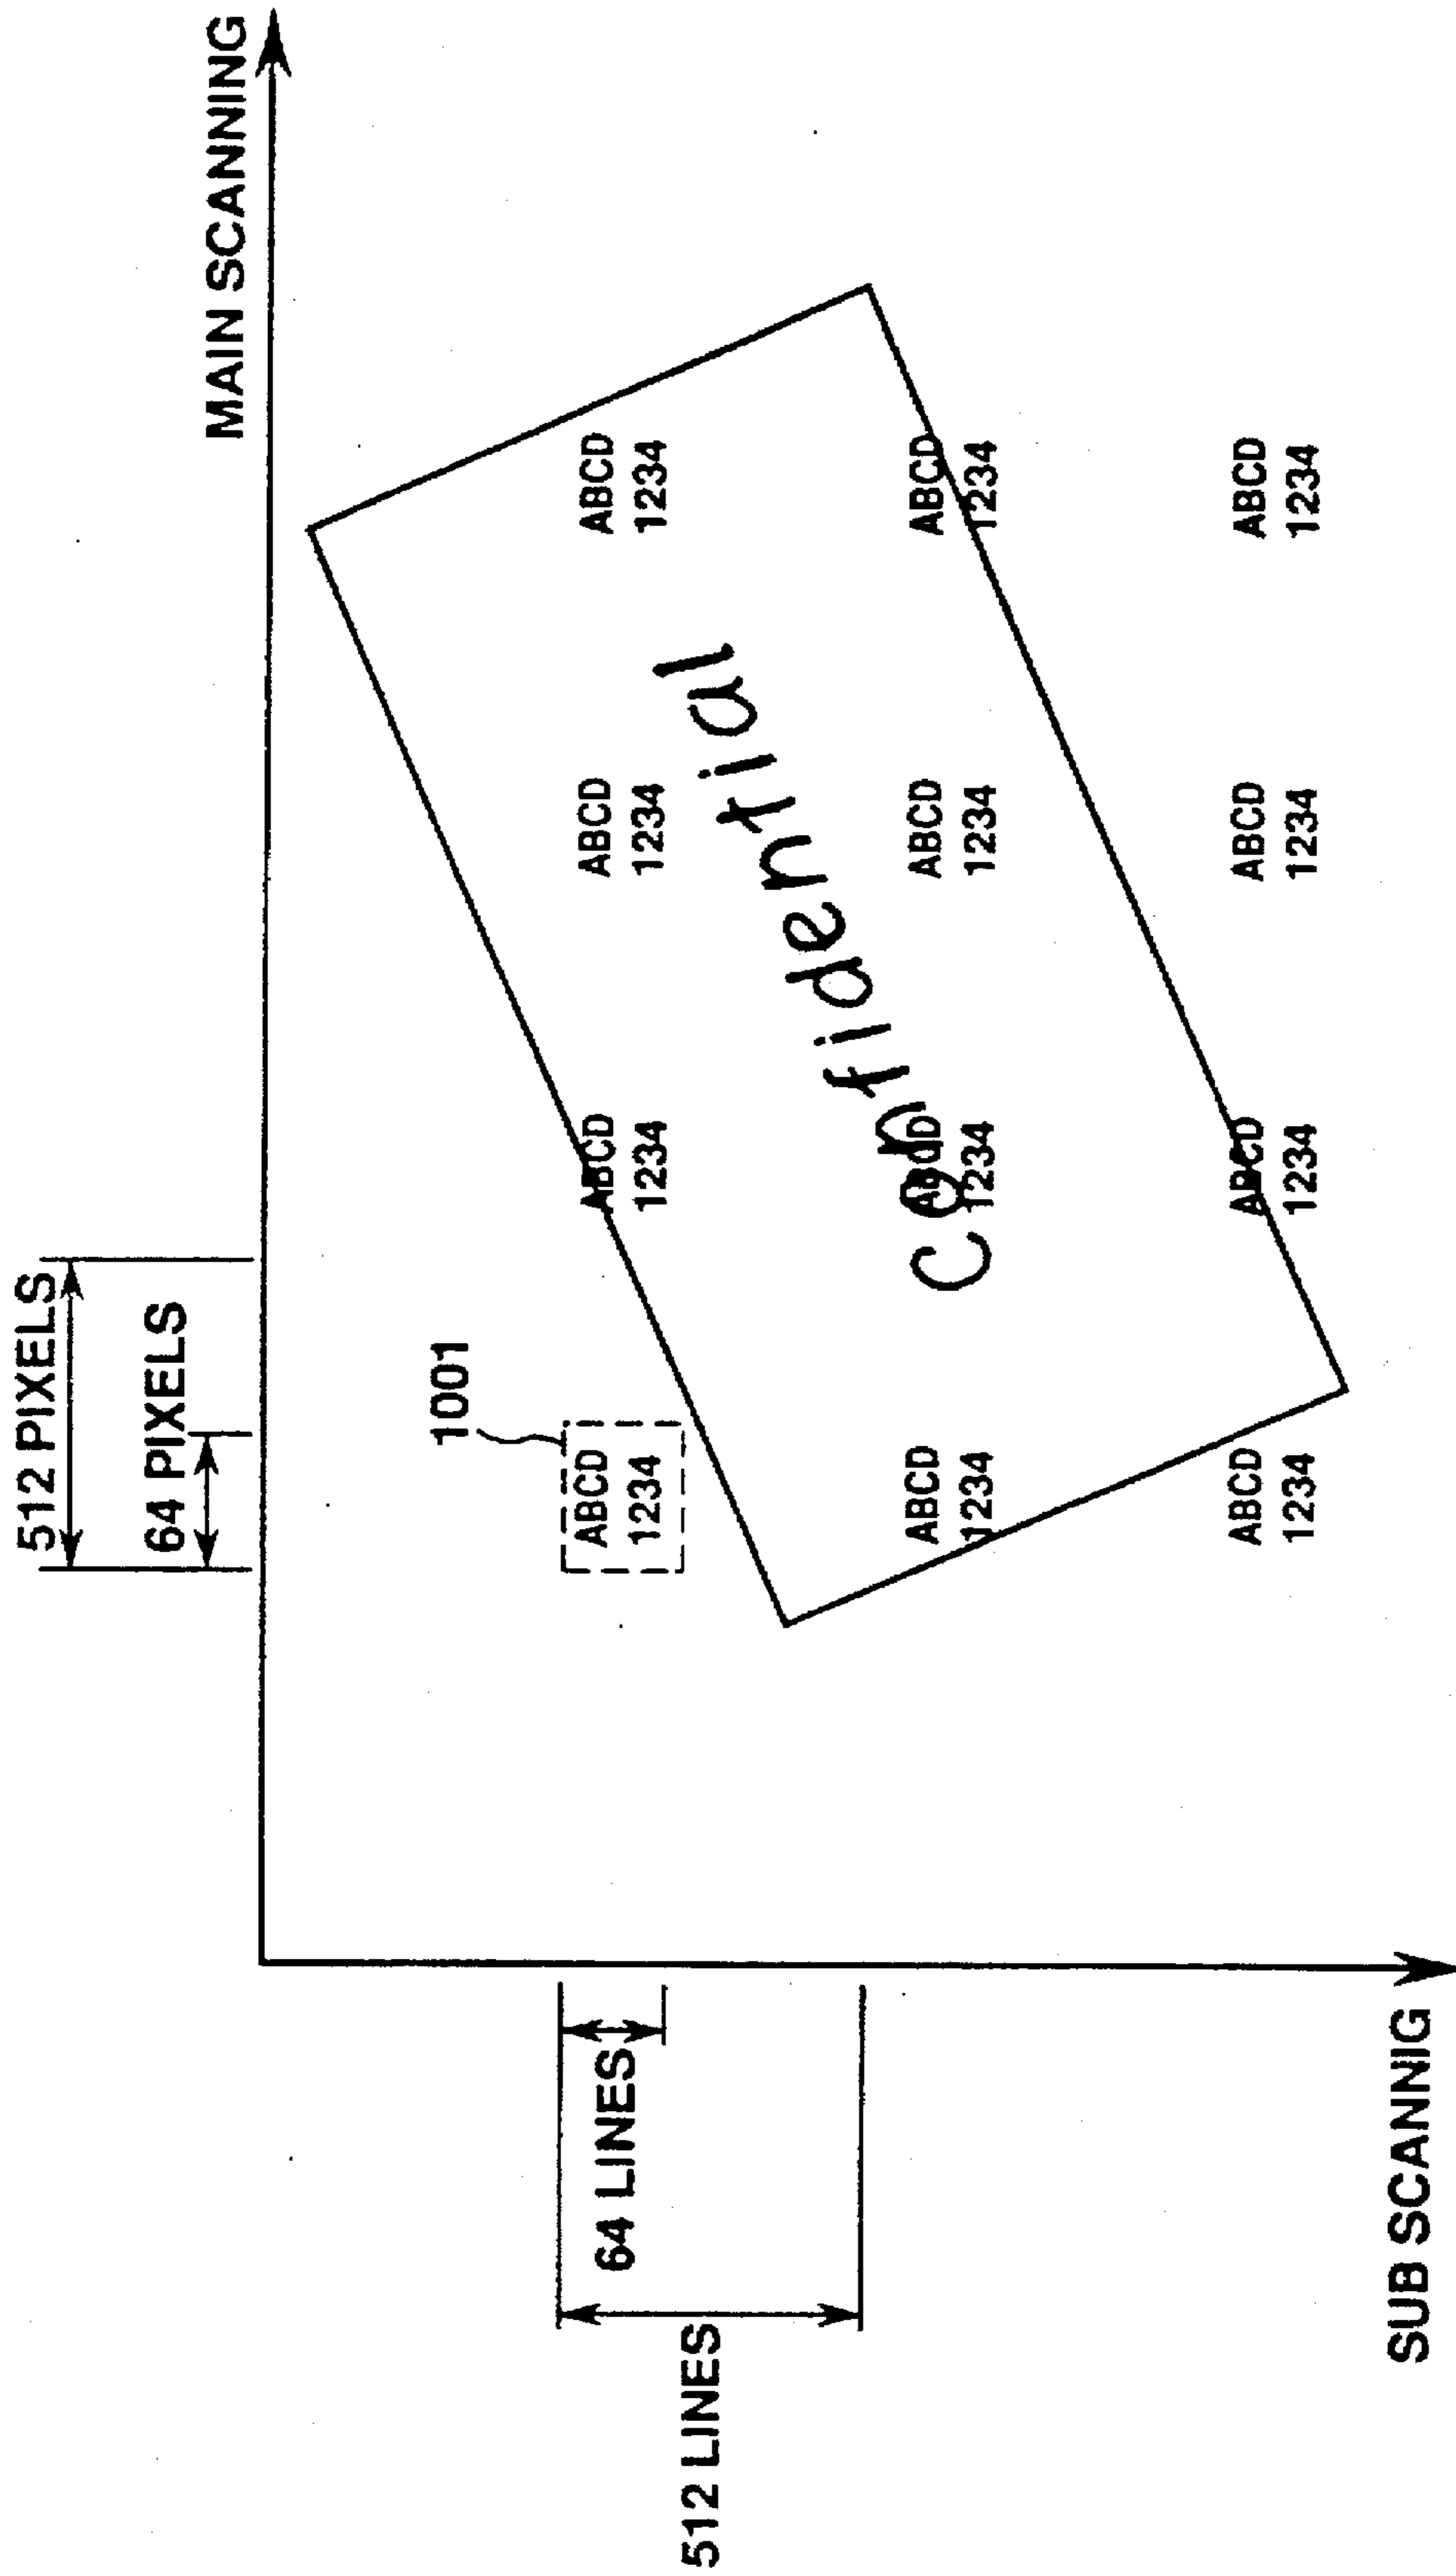 MAIN SCANNING
512 PIXELS
64 PIXELS
1001
ABCD
1234
ABCD
1234
ABCD
1234
ABCD
1234
Confidential
ABCD
1234
ABCD
1234
ABCD
1234
ABCD
1234
ABCD
1234
ABCD
1234
ABCD
1234
ABCD
1234
64 LINES
512 LINES
SUB SCANNIG